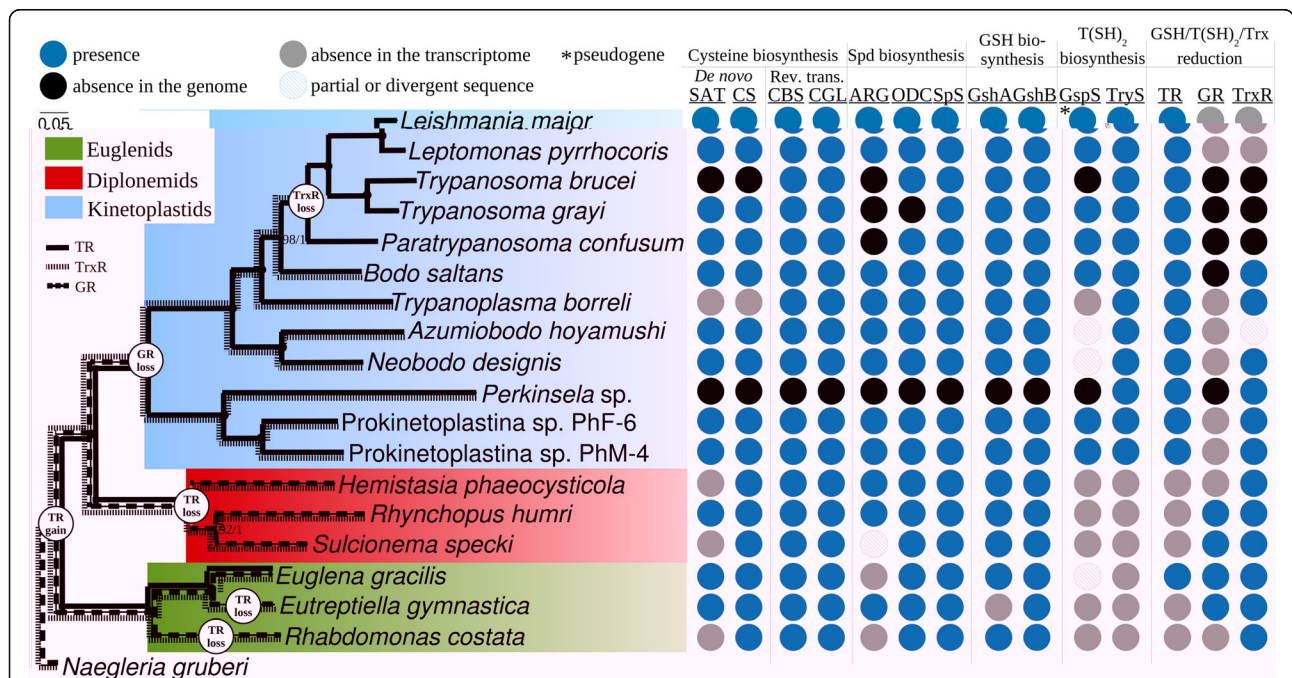 presence
absence in the transcriptome
*pseudogene
absence in the genome
partial or divergent sequence
Cysteine biosynthesis
Spd biosynthesis
GSH bio-
synthesis
T(SH)2
biosynthesis
GSH/T(SH)2/Trx
reduction
De novo
Rev. trans.
SAT CS CBS CGL ARG ODC SpS GshA GshB GspS TryS TR GR TrxR
0.05
Leishmania major
*
Euglenids
Diplonemids
Kinetoplastids
Leptomonas pyrrhocoris
Trypanosoma brucei
TrxR
loss
Trypanosoma grayi
98/1
Paratrypanosoma confusum
TR
TrxR
GR
Bodo saltans
Trypanoplasma borreli
Azumiobodo hoyamushi
GR
loss
Neobodo designis
Perkinsela sp.
Prokinetoplastina sp. PhF-6
Prokinetoplastina sp. PhM-4
Hemistasia phaeocysticola
TR
loss
Rhynchopus humri
TR
gain
92/1
Sulcionema specki
Euglena gracilis
TR
loss
Eutreptiella gymnastica
TR
loss
Rhabdomonas costata
Naegleria gruberi